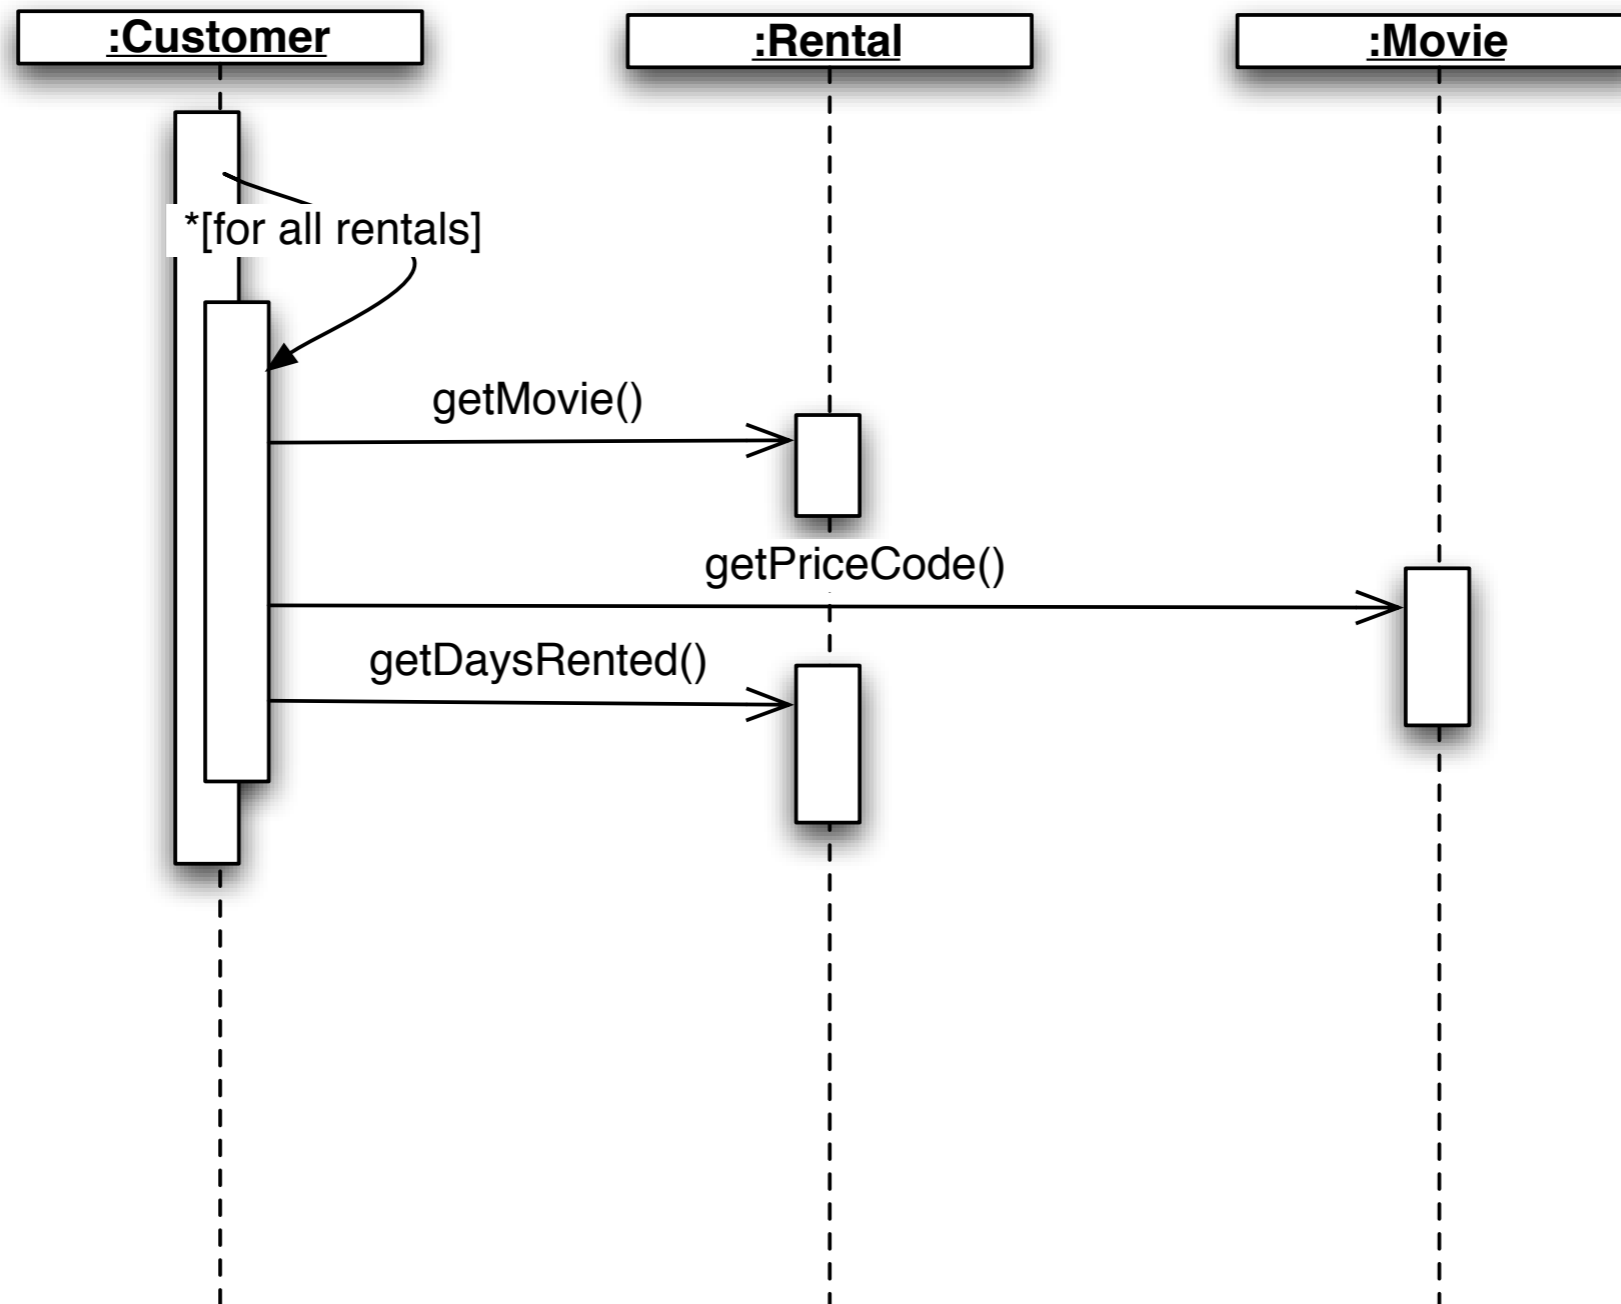 :Customer
:Rental
:Movie
*[for all rentals]
getMovie()
getPriceCode()
getDaysRented()